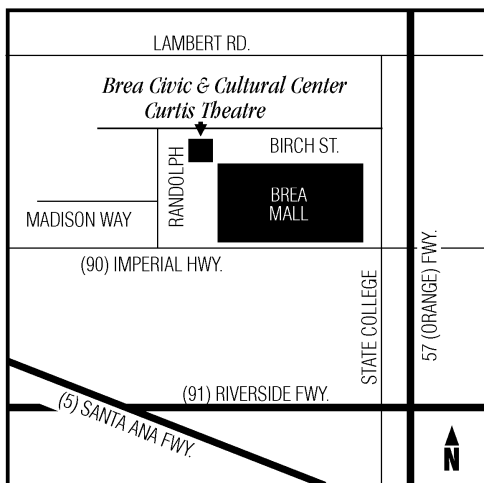 LAMBERT RD.
Brea Civic & Cultural Center
Curtis Theatre
RANDOLPH
BIRCH ST.
BREA
MALL
MADISON WAY
(90) IMPERIAL HWY.
STATE COLLEGE
57 (ORANGE) FWY.
(91) RIVERSIDE FWY.
(5) SANTA ANA FWY.
N